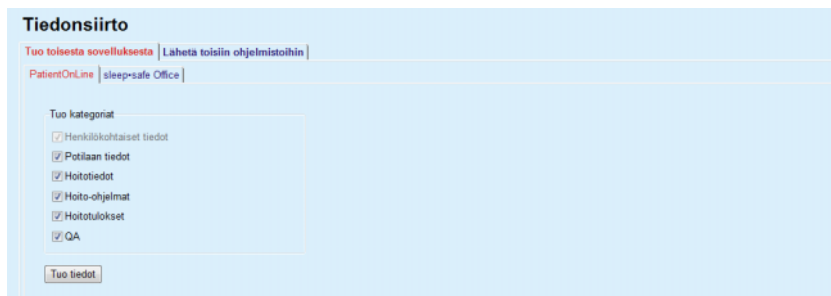 Tiedonsiirto
Tuo toisesta sovelluksesta Lähetä toisiin ohjelmistoihin
PatientOnLine sleep•safe Office
Tuo kategoriat
Henkilökohtaiset tiedot
Potilaan tiedot
Hoitotiedot
Hoito-ohjelmat
Hoitotulokset
QA
Tuo tiedot